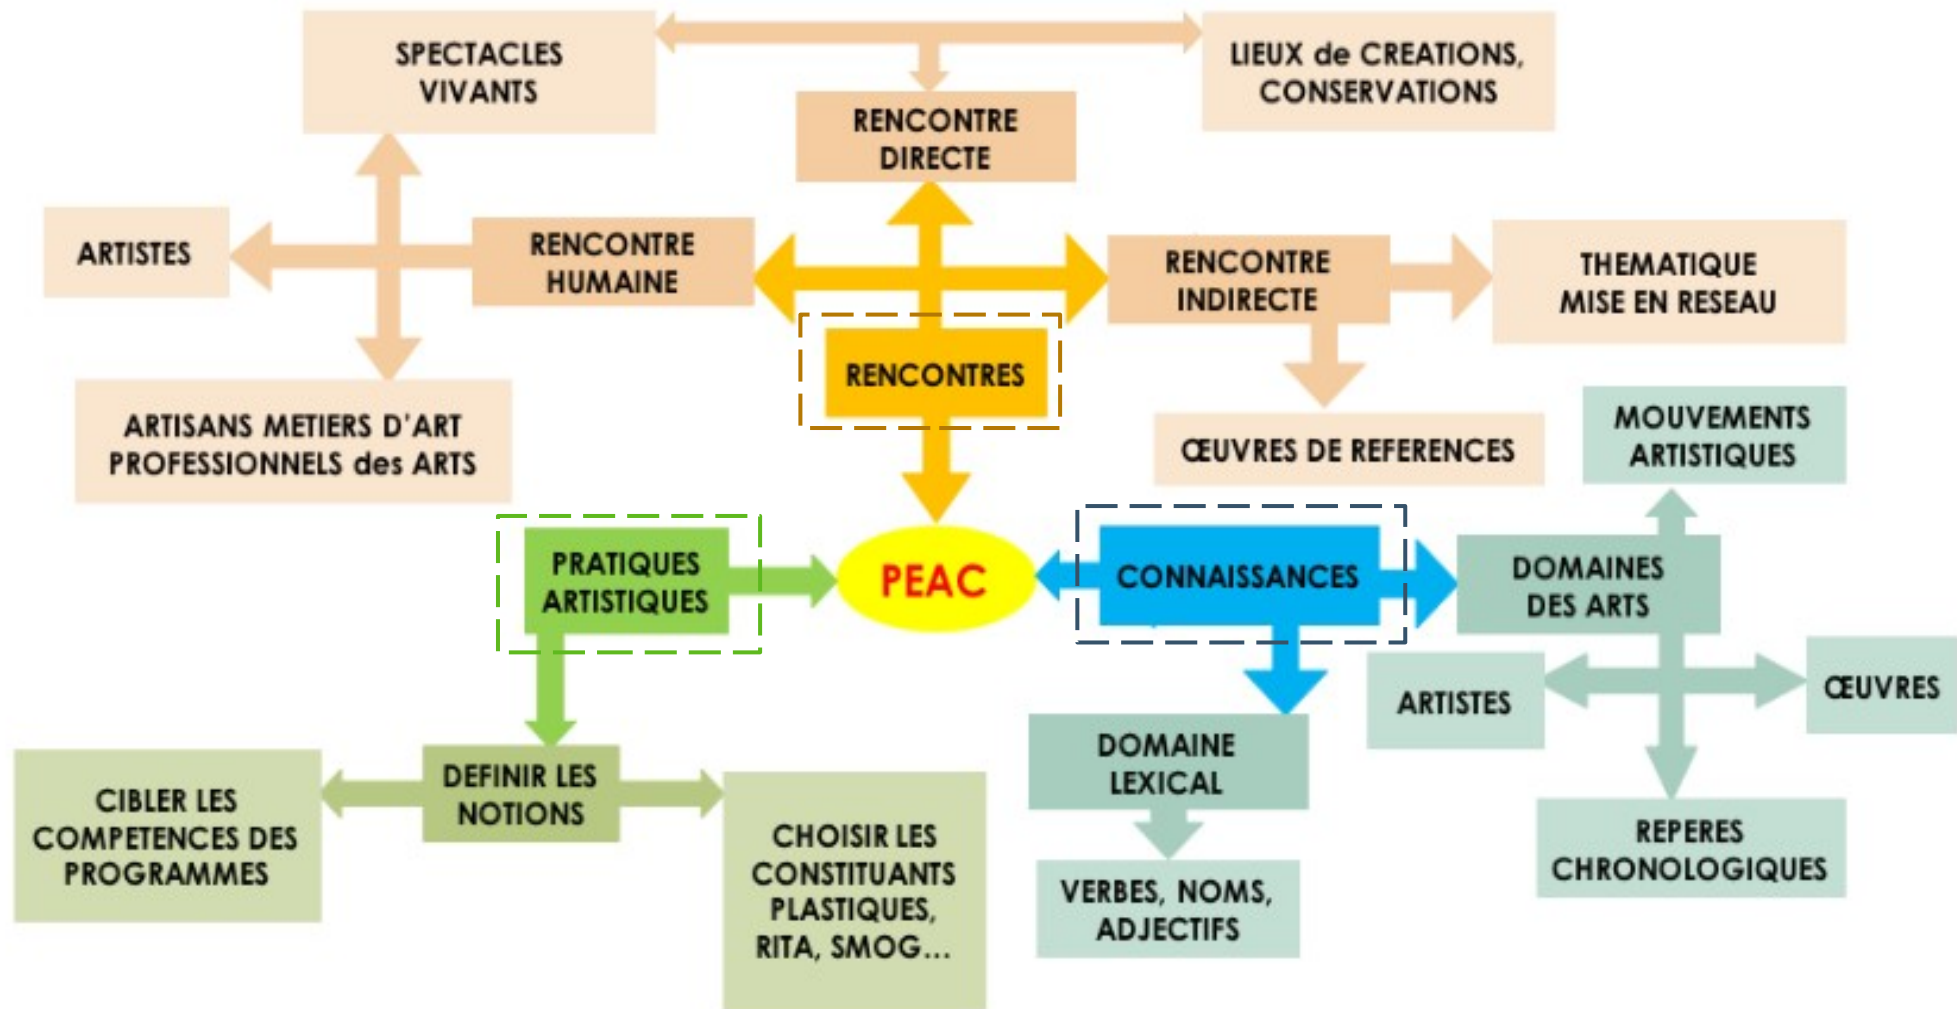 SPECTACLES
VIVANTS
LIEUX de CREATIONS,
CONSERVATIONS
RENCONTRE
DIRECTE
ARTISTES
RENCONTRE
HUMAINE
RENCONTRE
INDIRECTE
THEMATIQUE
MISE EN RESEAU
RENCONTRES
ARTISANS METIERS D'ART
PROFESSIONNELS des ARTS
ŒUVRES DE REFERENCES
MOUVEMENTS
ARTISTIQUES
PRATIQUES
ARTISTIQUES
PEAC
CONNAISSANCES
DOMAINES
DES ARTS
ARTISTES
ŒUVRES
DOMAINE
LEXICAL
DEFINIR LES
NOTIONS
CIBLER LES
COMPETENCES DES
PROGRAMMES
CHOISIR LES
CONSTITUANTS
PLASTIQUES,
RITA, SMOG...
REPERES
CHRONOLOGIQUES
VERBES, NOMS,
ADJECTIFS